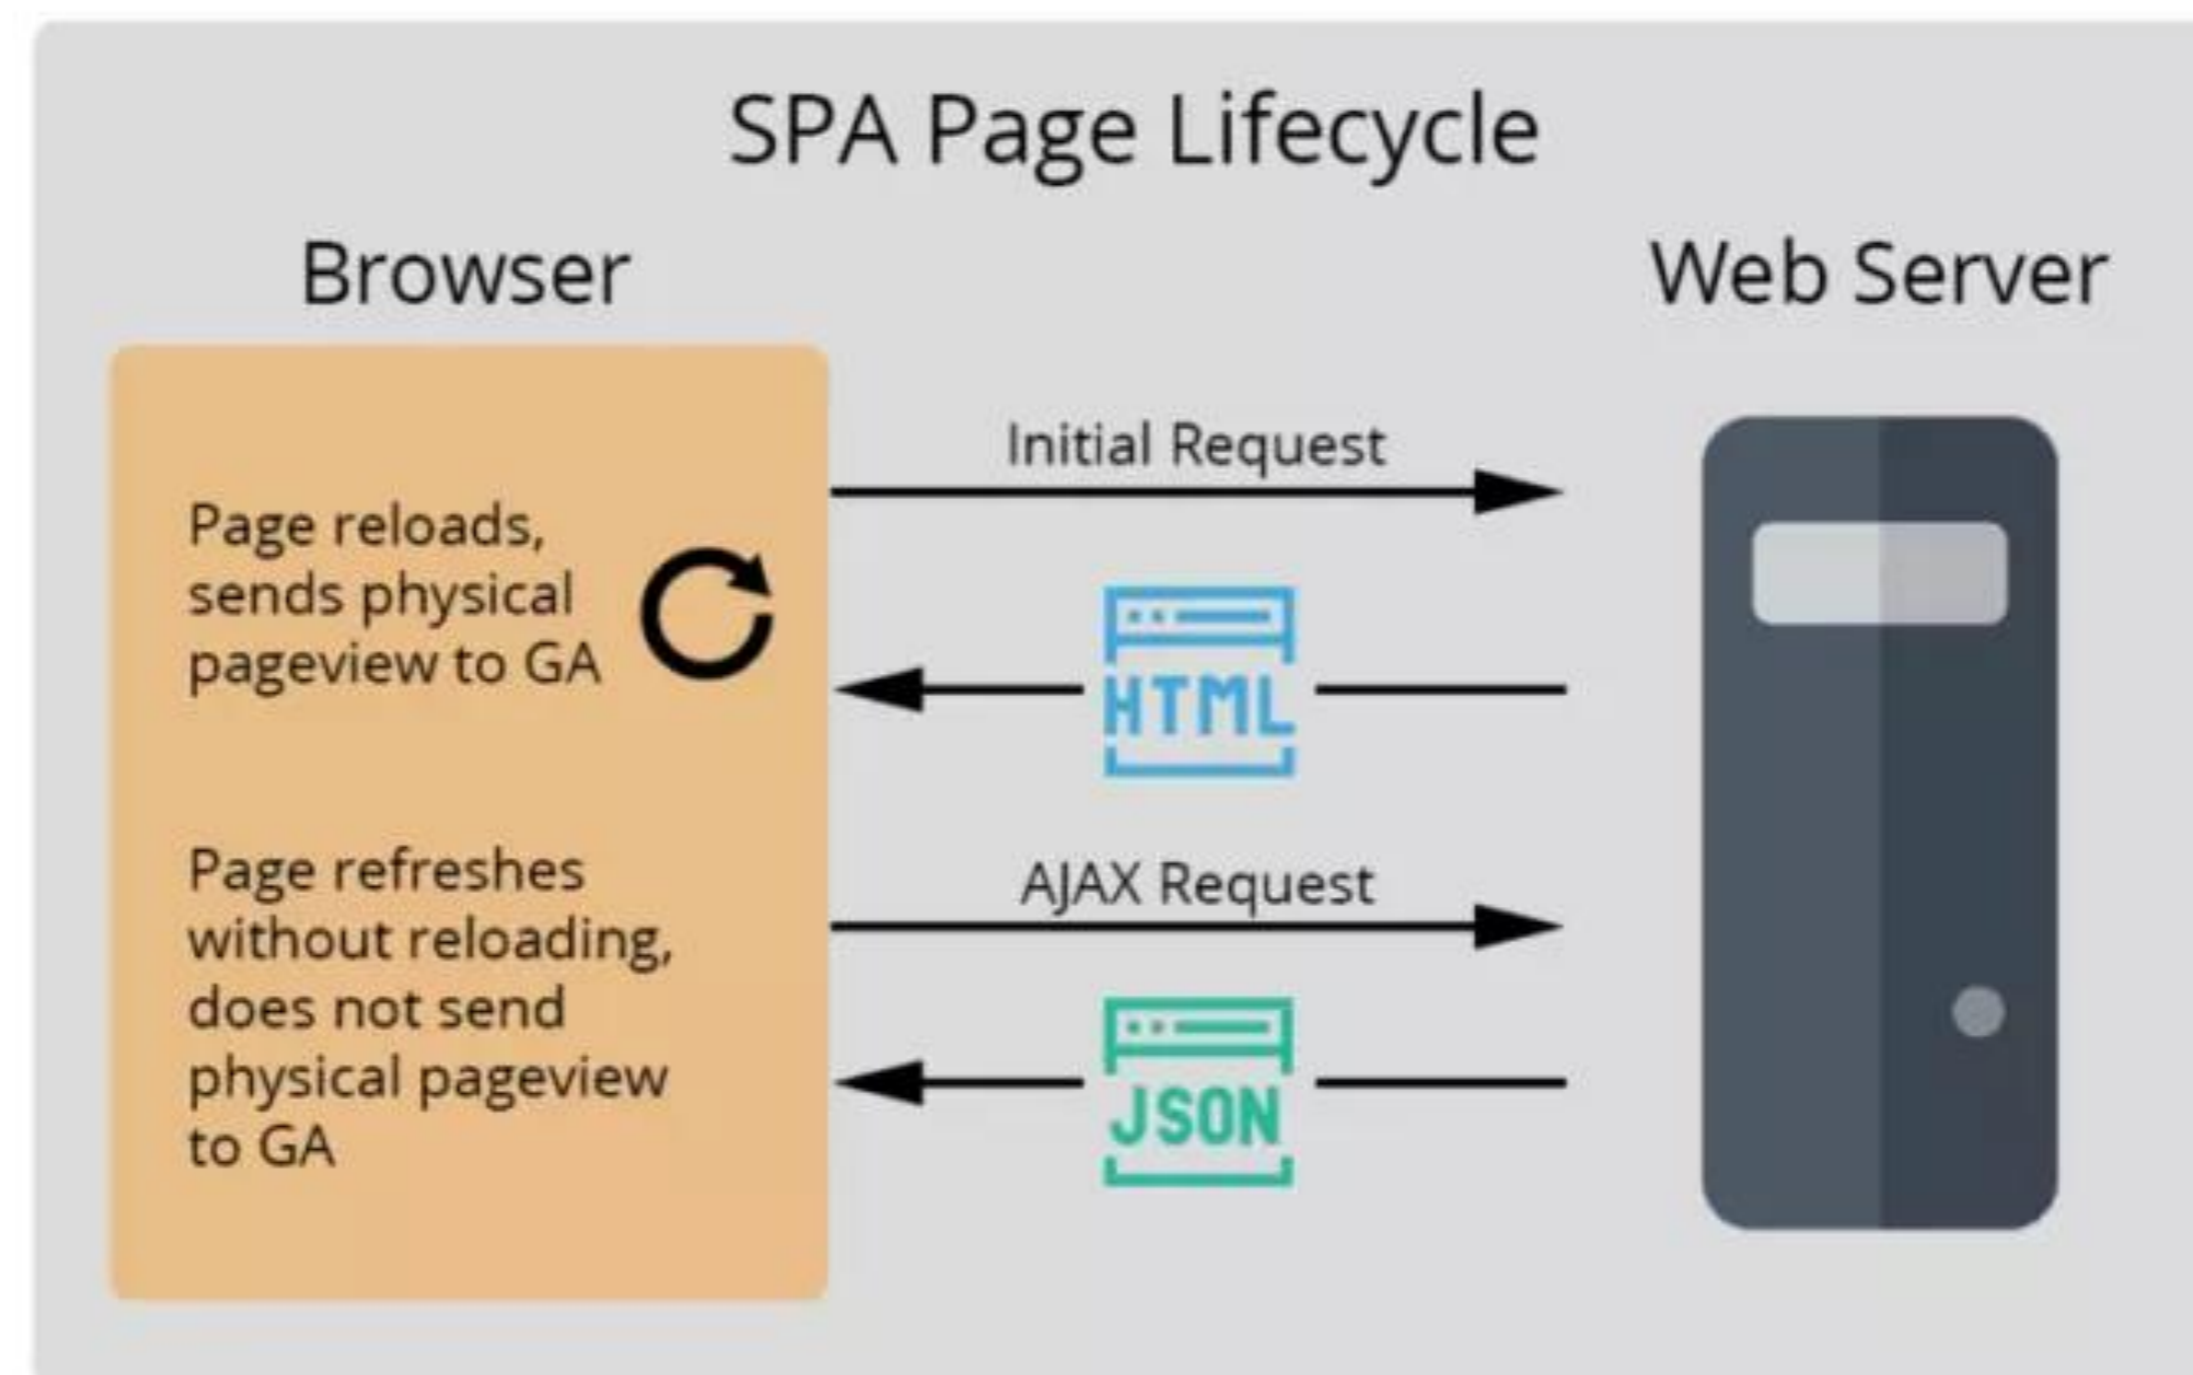 SPA Page Lifecycle
Browser
Web Server
Initial Request
Page reloads,
sends physical
pageview to GA
HTML
Page refreshes
without reloading,
does not send
physical pageview
to GA
AJAX Request
JSON